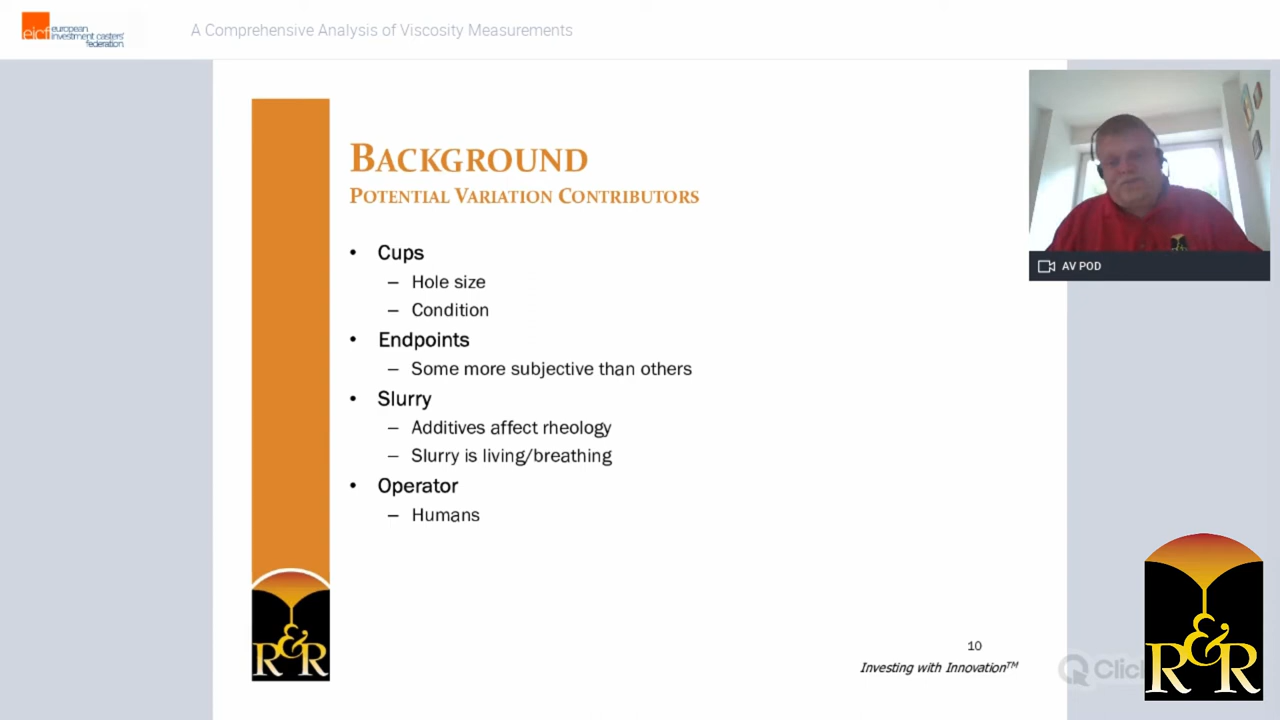 eicf european
investment casters'
federation.
A Comprehensive Analysis of Viscosity Measurements
BACKGROUND
POTENTIAL VARIATION CONTRIBUTORS
• Cups
– Hole size
– Condition
• Endpoints
– Some more subjective than others
• Slurry
– Additives affect rheology
– Slurry is living/breathing
• Operator
– Humans
AV POD
R&R
10
Investing with Innovation™
Click
R&R